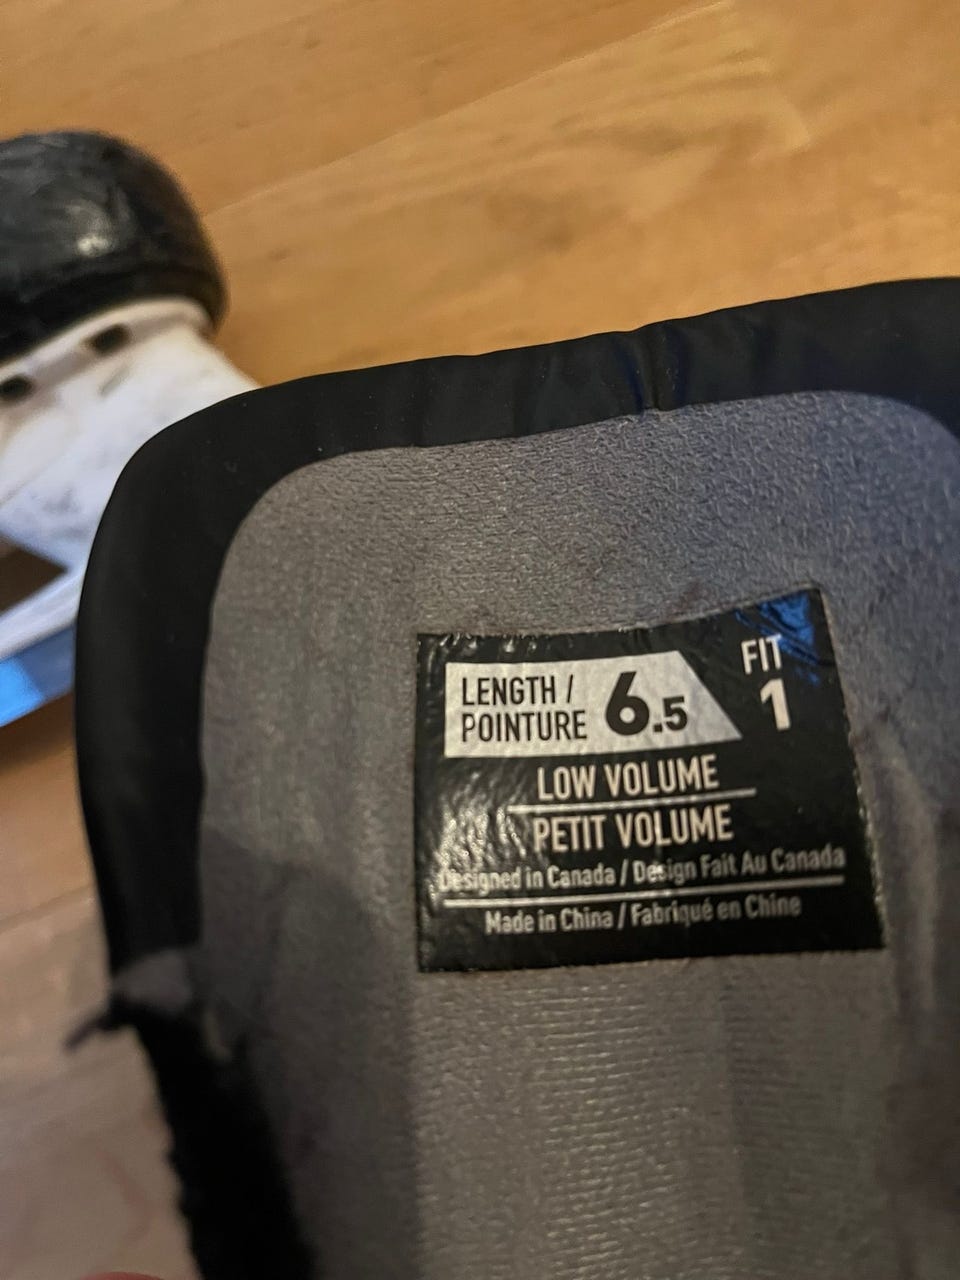 LENGTH / 6.5 FIT
POINTURE 1
LOW VOLUME
PETIT VOLUME
Designed in Canada / Design Fait Au Canada
Made in China / Fabriqué en Chine